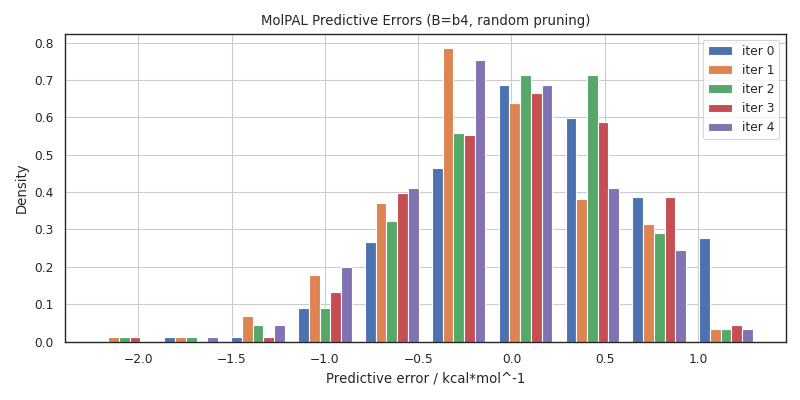 MolPAL Predictive Errors (B=b4, random pruning)
iter 0
iter 1
iter 2
iter 3
iter 4
Density
0.8
0.7
0.6
0.5
0.4
0.3
0.2
0.1
0.0
−2.0 −1.5 −1.0 −0.5 0.0 0.5 1.0
Predictive error / kcal*mol^-1